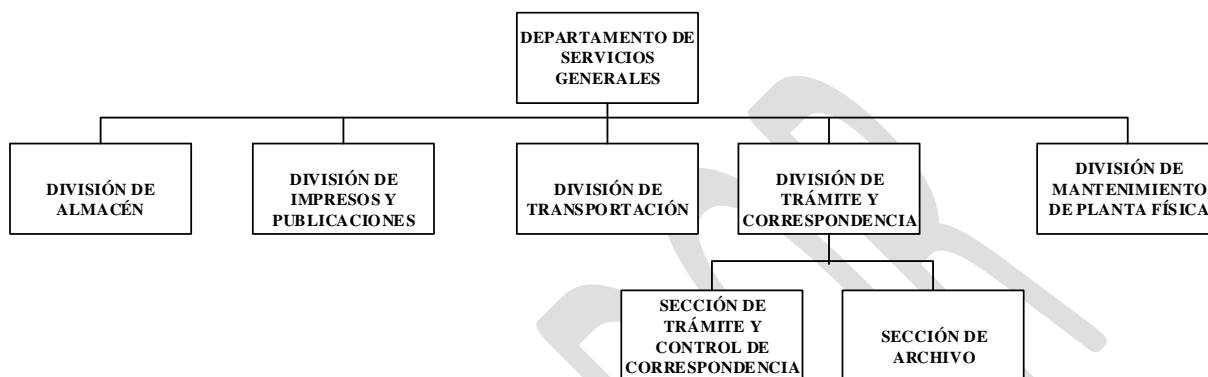 DEPARTAMENTO DE
SERVICIOS
GENERALES
DIVISIÓN DE
ALMACÉN
DIVISIÓN DE
IMPRESOS Y
PUBLICACIONES
DIVISIÓN DE
TRANSPORTACIÓN
DIVISIÓN DE
TRÁMITE Y
CORRESPONDENCIA
DIVISIÓN DE
MANTENIMIENTO
DE PLANTA FÍSICA
SECCIÓN DE
TRÁMITE Y
CONTROL DE
CORRESPONDENCIA
SECCIÓN DE
ARCHIVO